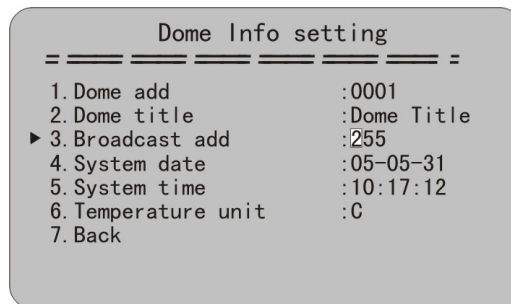 Dome Info setting
1. Dome add :0001
2. Dome title :Dome Title
▶ 3. Broadcast add :255
4. System date :05-05-31
5. System time :10:17:12
6. Temperature unit :C
7. Back